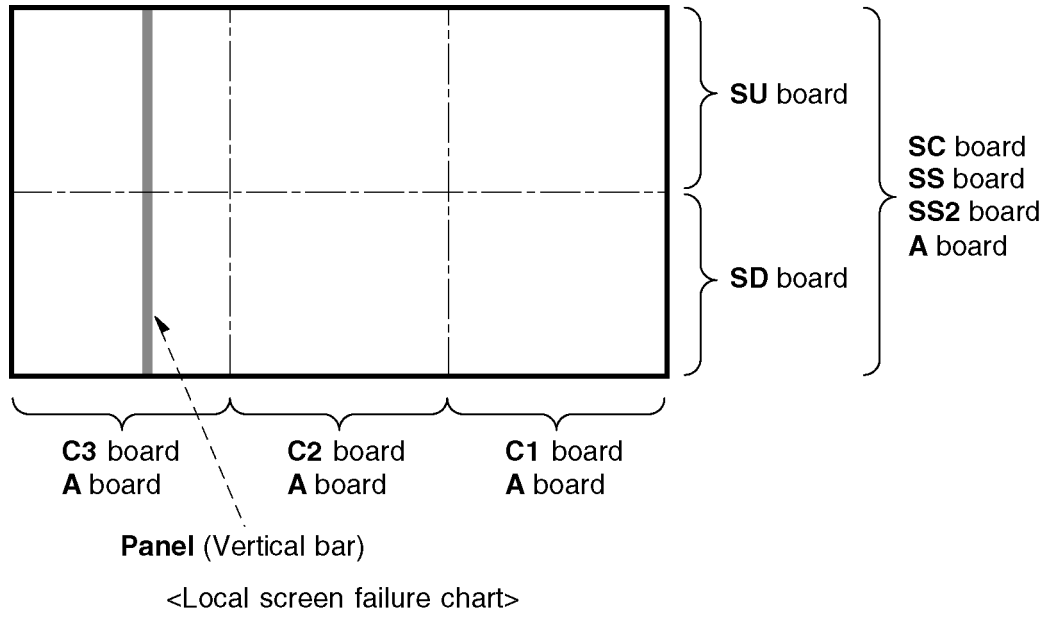 SU board
SC board
SS board
SS2 board
A board
SD board
C3 board
A board
C2 board
A board
C1 board
A board
Panel (Vertical bar)
<Local screen failure chart>